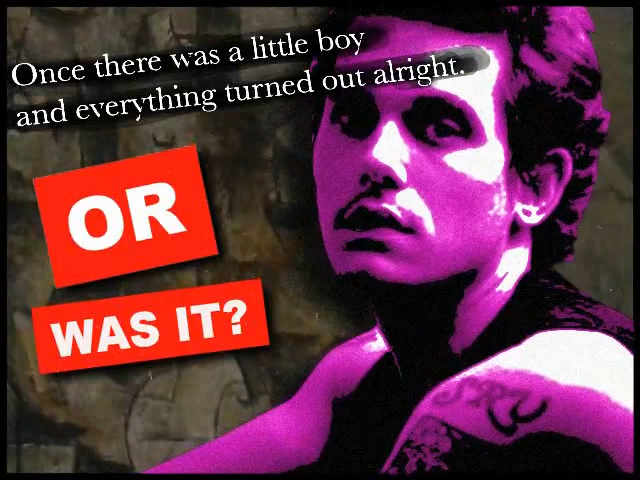 Once there was a little boy
and everything turned out alright.
OR
WAS IT?